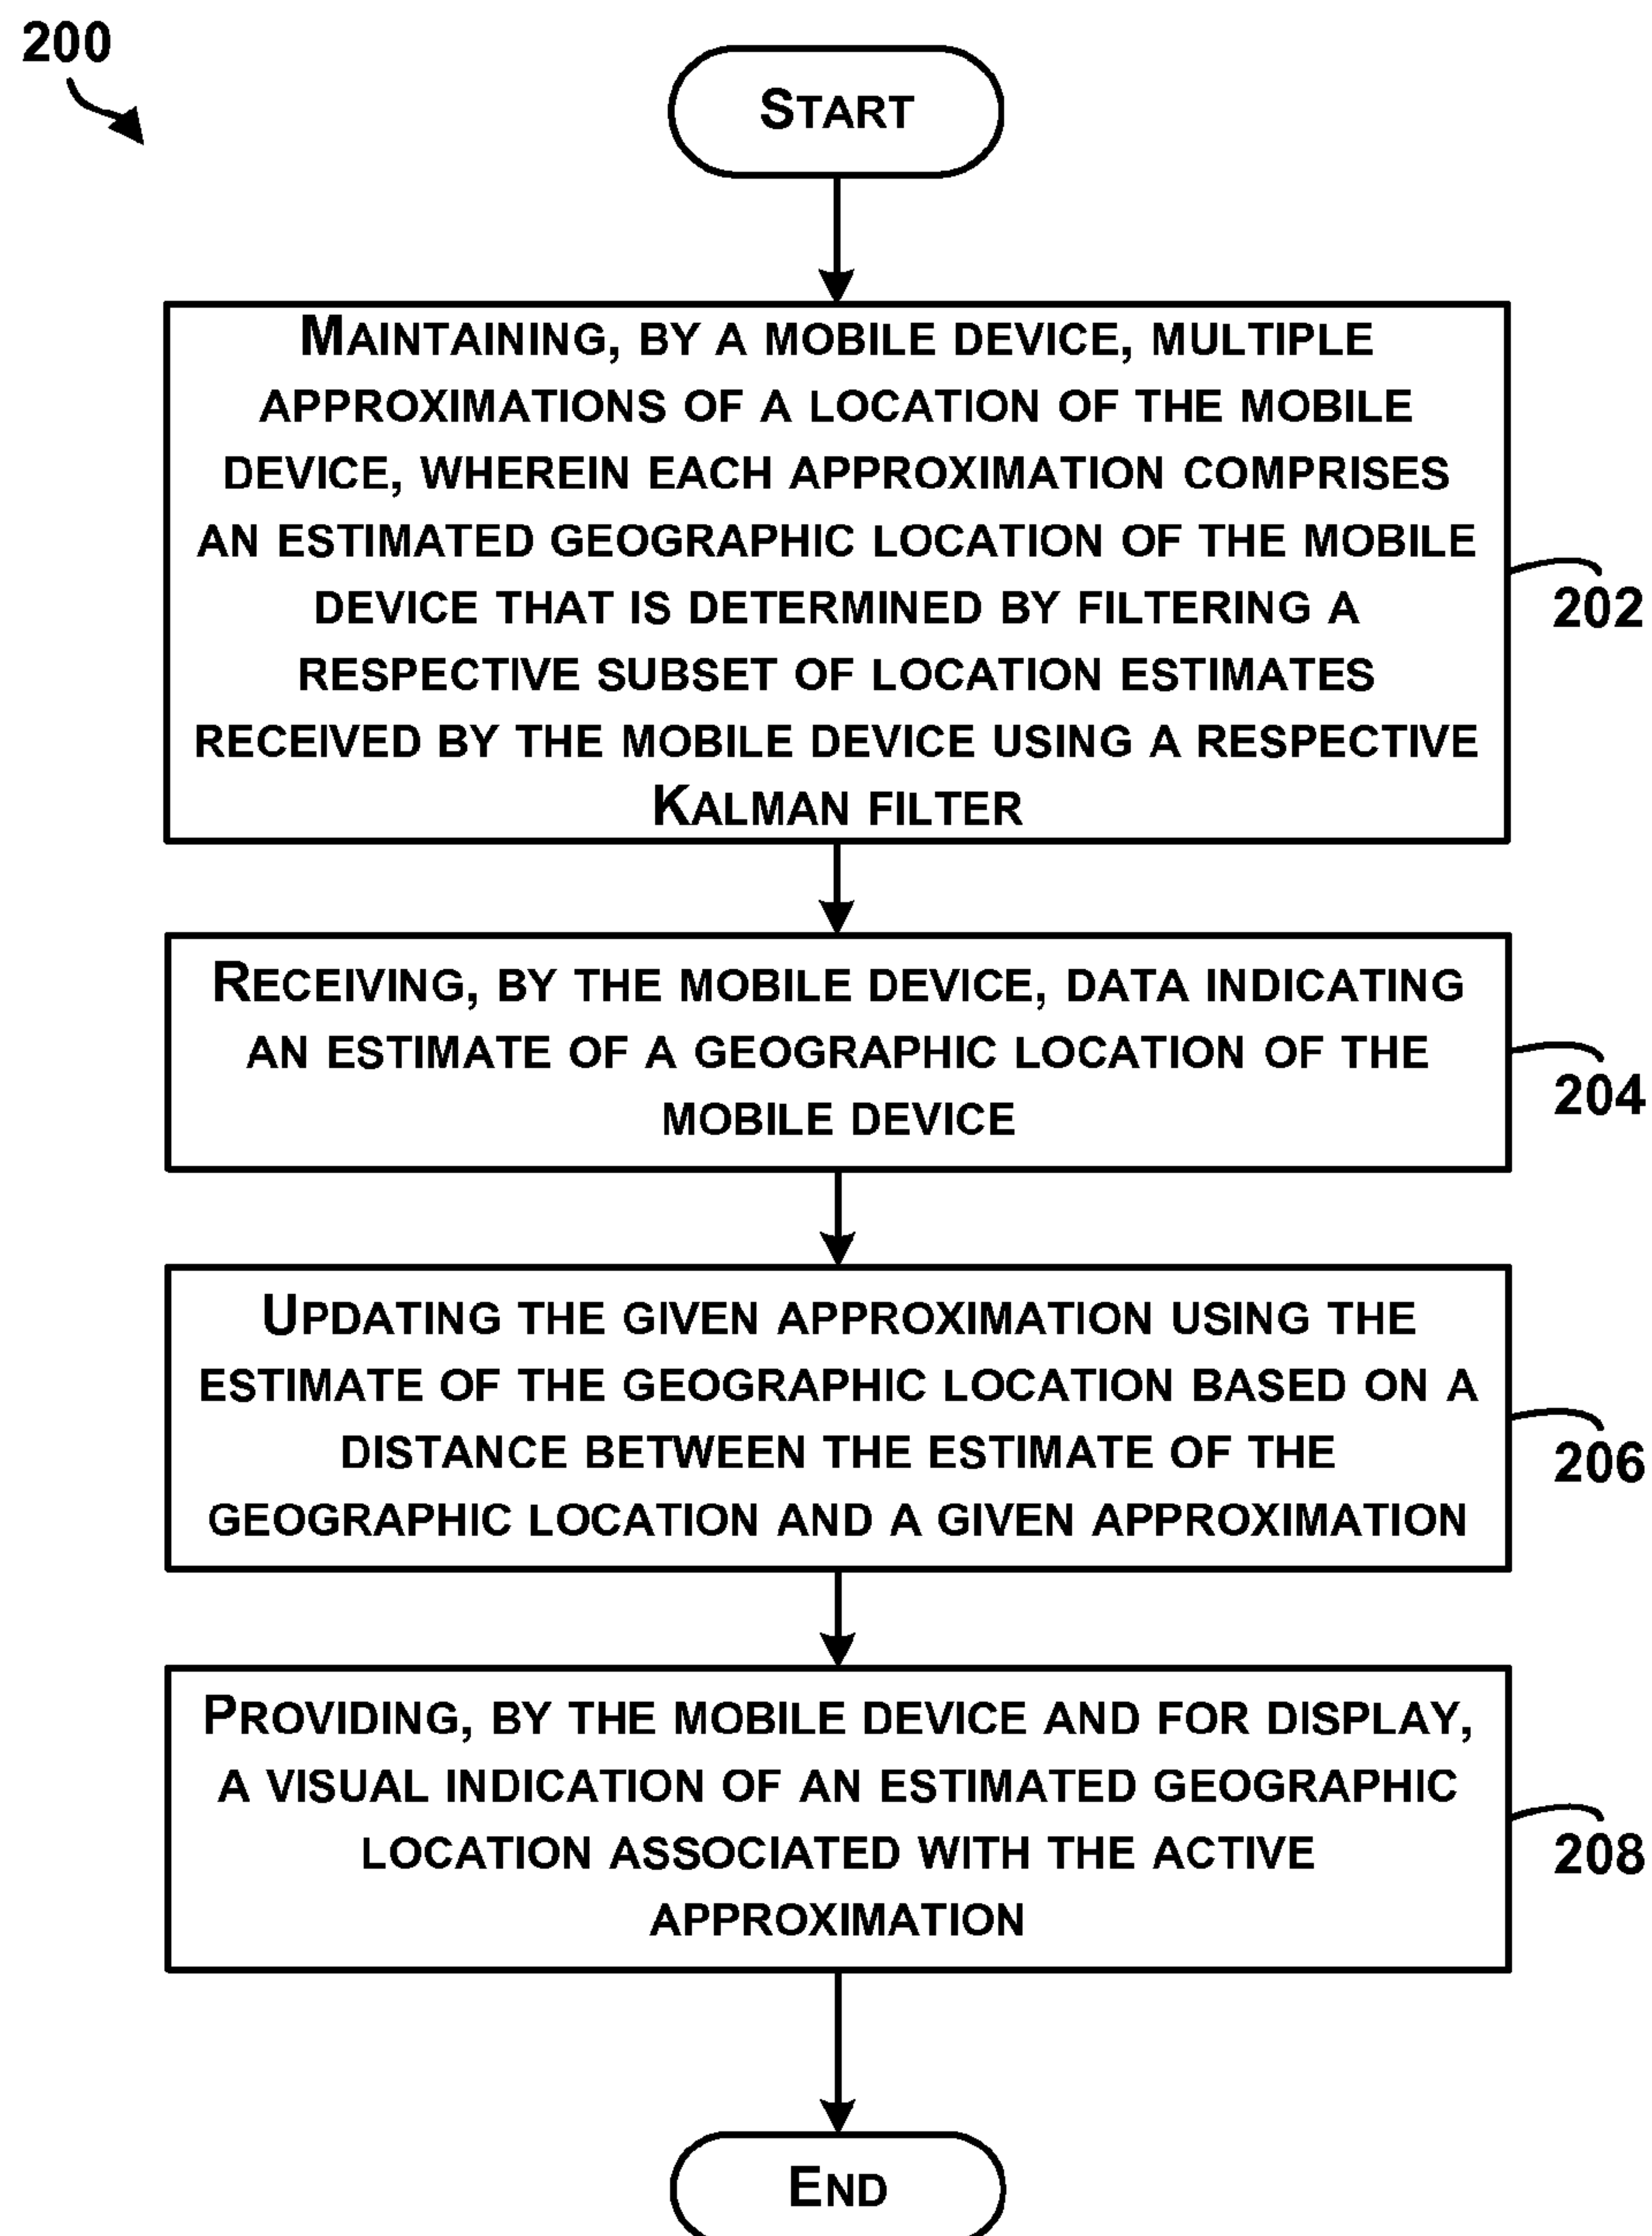 200
START
MAINTAINING, BY A MOBILE DEVICE, MULTIPLE
APPROXIMATIONS OF A LOCATION OF THE MOBILE
DEVICE, WHEREIN EACH APPROXIMATION COMPRISES
AN ESTIMATED GEOGRAPHIC LOCATION OF THE MOBILE
DEVICE THAT IS DETERMINED BY FILTERING A
RESPECTIVE SUBSET OF LOCATION ESTIMATES
RECEIVED BY THE MOBILE DEVICE USING A RESPECTIVE
KALMAN FILTER
202
RECEIVING, BY THE MOBILE DEVICE, DATA INDICATING
AN ESTIMATE OF A GEOGRAPHIC LOCATION OF THE
MOBILE DEVICE
204
UPDATING THE GIVEN APPROXIMATION USING THE
ESTIMATE OF THE GEOGRAPHIC LOCATION BASED ON A
DISTANCE BETWEEN THE ESTIMATE OF THE
GEOGRAPHIC LOCATION AND A GIVEN APPROXIMATION
206
PROVIDING, BY THE MOBILE DEVICE AND FOR DISPLAY,
A VISUAL INDICATION OF AN ESTIMATED GEOGRAPHIC
LOCATION ASSOCIATED WITH THE ACTIVE
APPROXIMATION
208
END